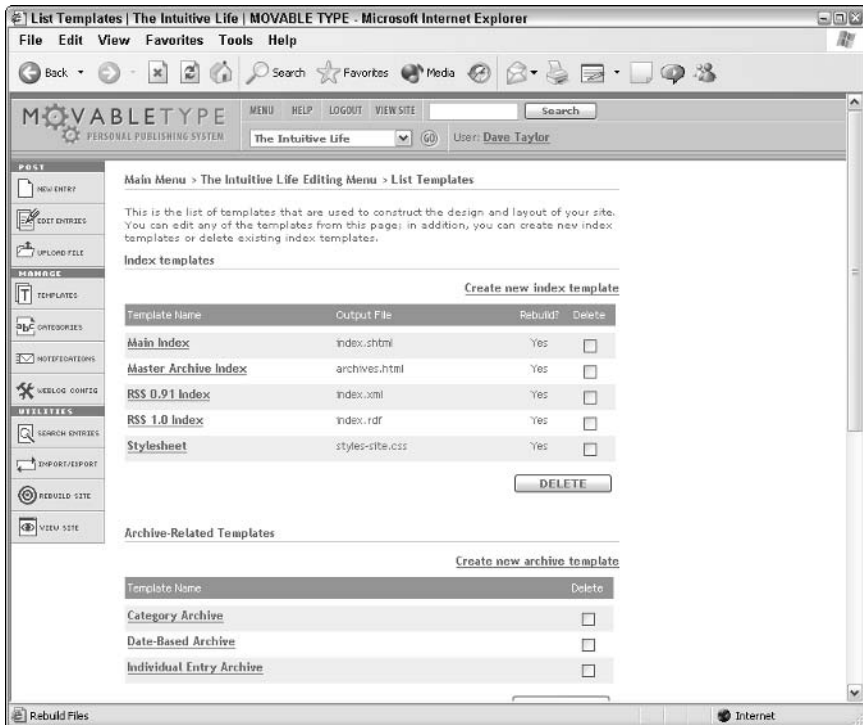 List Templates | The Intuitive Life | MOVABLE TYPE - Microsoft Internet Explorer
File Edit View Favorites Tools Help
Back Search Favorites Media
MOVABLETYPE
PERSONAL PUBLISHING SYSTEM
MENU HELP LOGOUT VIEW SITE Search
The Intuitive Life GO User: Dave Taylor
POST
NEW ENTRY
EDIT ENTRIES
UPLOAD FILE
MANAGE
TEMPLATES
CATEGORIES
NOTIFICATIONS
WEBLOG CONFIG
UTILITIES
SEARCH ENTRIES
IMPORT/EXPORT
REBUILD SITE
VIEW SITE
Main Menu > The Intuitive Life Editing Menu > List Templates
This is the list of templates that are used to construct the design and layout of your site.
You can edit any of the templates from this page; in addition, you can create new index
templates or delete existing index templates.
Index templates
Create new index template
Template Name Output File Rebuild? Delete
Main Index index.shtml Yes
Master Archive Index archives.html Yes
RSS 0.91 Index index.xml Yes
RSS 1.0 Index index.rdf Yes
Stylesheet styles-site.css Yes
DELETE
Archive-Related Templates
Create new archive template
Template Name Delete
Category Archive
Date-Based Archive
Individual Entry Archive
Rebuild Files Internet